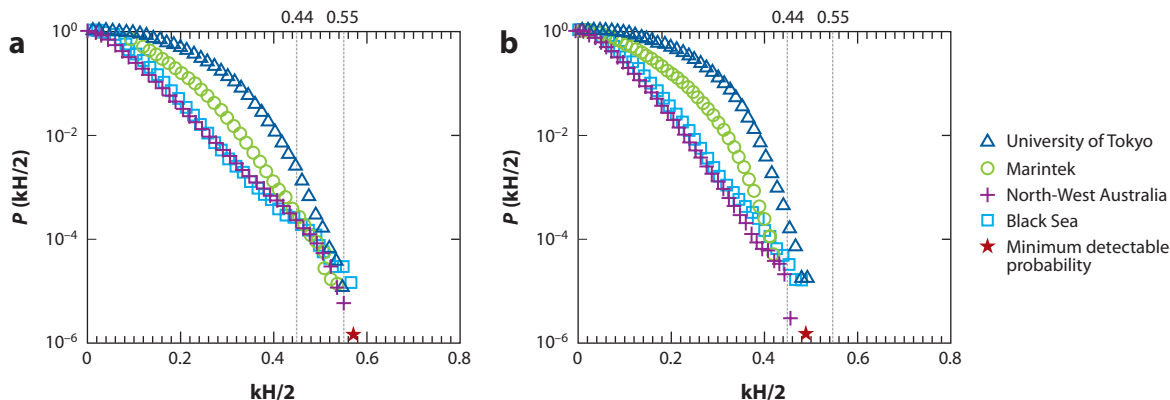 a
0.44 0.55
10⁰
10⁻²
10⁻⁴
10⁻⁶
P (kH/2)
0 0.2 0.4 0.6 0.8
kH/2
b
0.44 0.55
10⁰
10⁻²
10⁻⁴
10⁻⁶
P (kH/2)
0 0.2 0.4 0.6 0.8
kH/2
University of Tokyo
Marintek
North-West Australia
Black Sea
Minimum detectable
probability